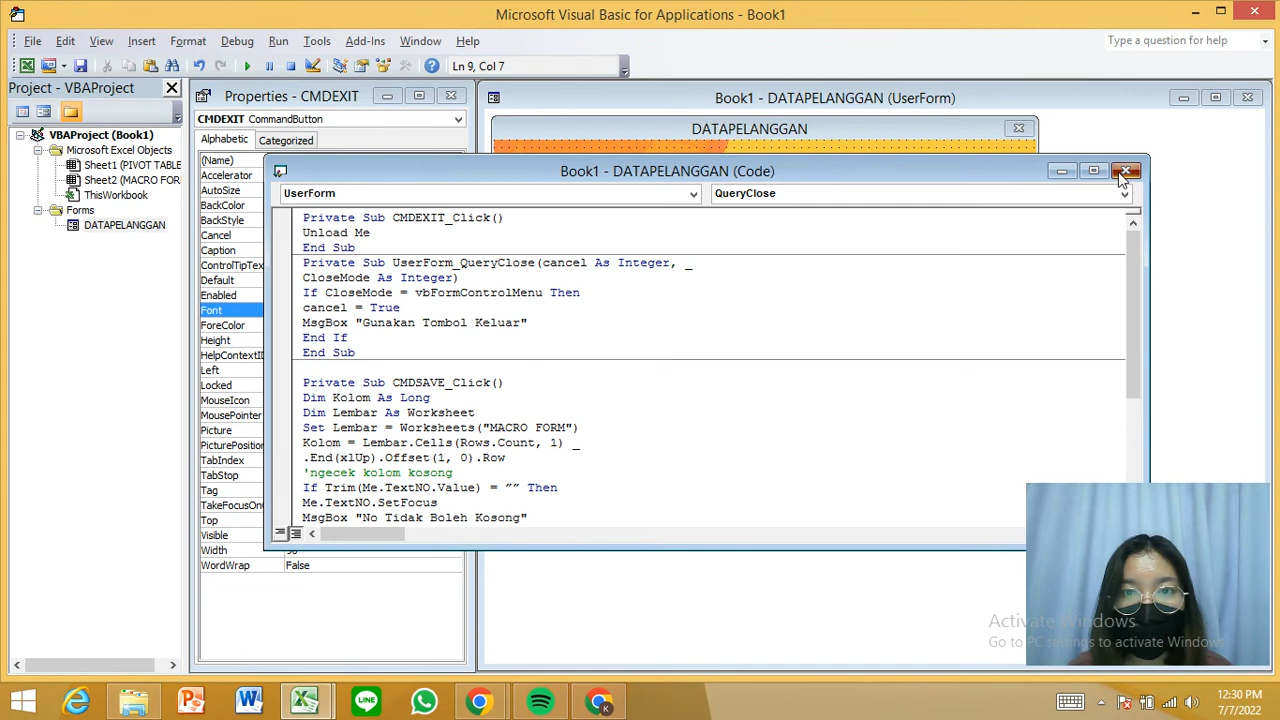 Microsoft Visual Basic for Applications - Book1
File Edit View Insert Format Debug Run Tools Add-Ins Window Help
Type a question for help
Ln 9, Col 7
Project - VBAProject
VBAProject (Book1)
Microsoft Excel Objects
Sheet1 (PIVOT TABLE
Sheet2 (MACRO FOR
ThisWorkbook
Forms
DATAPELANGGAN
Properties - CMDEXIT
CMDEXIT CommandButton
Alphabetic Categorized
(Name)
Accelerator
AutoSize
BackColor
BackStyle
Cancel
Caption
ControlTipTex
Default
Enabled
Font
ForeColor
Height
HelpContextID
Left
Locked
MouseIcon
MousePointer
Picture
PicturePosition
TabIndex
TabStop
Tag
TakeFocusOn
Top
Visible
Width 96
WordWrap False
Book1 - DATAPELANGGAN (UserForm)
DATAPELANGGAN
Book1 - DATAPELANGGAN (Code)
UserForm QueryClose
Private Sub CMDEXIT_Click()
Unload Me
End Sub
Private Sub UserForm_QueryClose(cancel As Integer, _
CloseMode As Integer)
If CloseMode = vbFormControlMenu Then
cancel = True
MsgBox "Gunakan Tombol Keluar"
End If
End Sub
Private Sub CMDSAVE_Click()
Dim Kolom As Long
Dim Lembar As Worksheet
Set Lembar = Worksheets("MACRO FORM")
Kolom = Lembar.Cells(Rows.Count, 1) _
.End(xlUp).Offset(1, 0).Row
'ngecek kolom kosong
If Trim(Me.TextNO.Value) = "" Then
Me.TextNO.SetFocus
MsgBox "No Tidak Boleh Kosong"
Activate Windows
Go to PC settings to activate Windows.
12:30 PM
7/7/2022